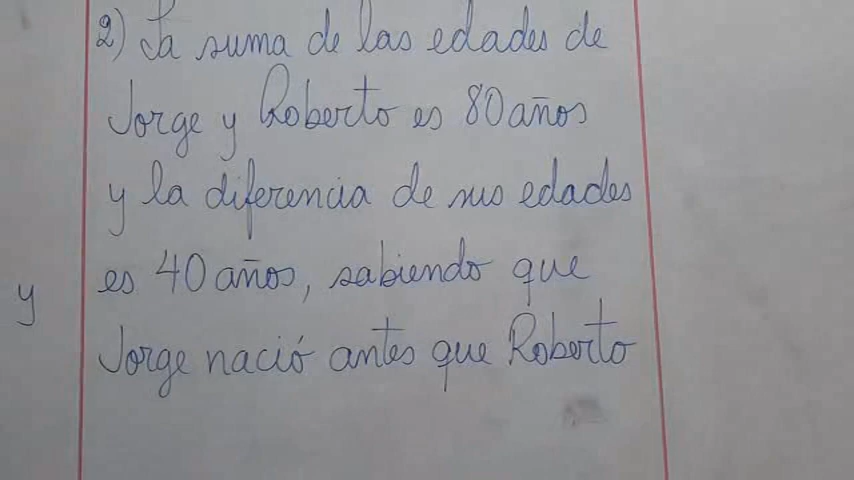 2) La suma de las edades de
Jorge y Roberto es 80 años
y la diferencia de sus edades
es 40 años, sabiendo que
y
Jorge nació antes que Roberto